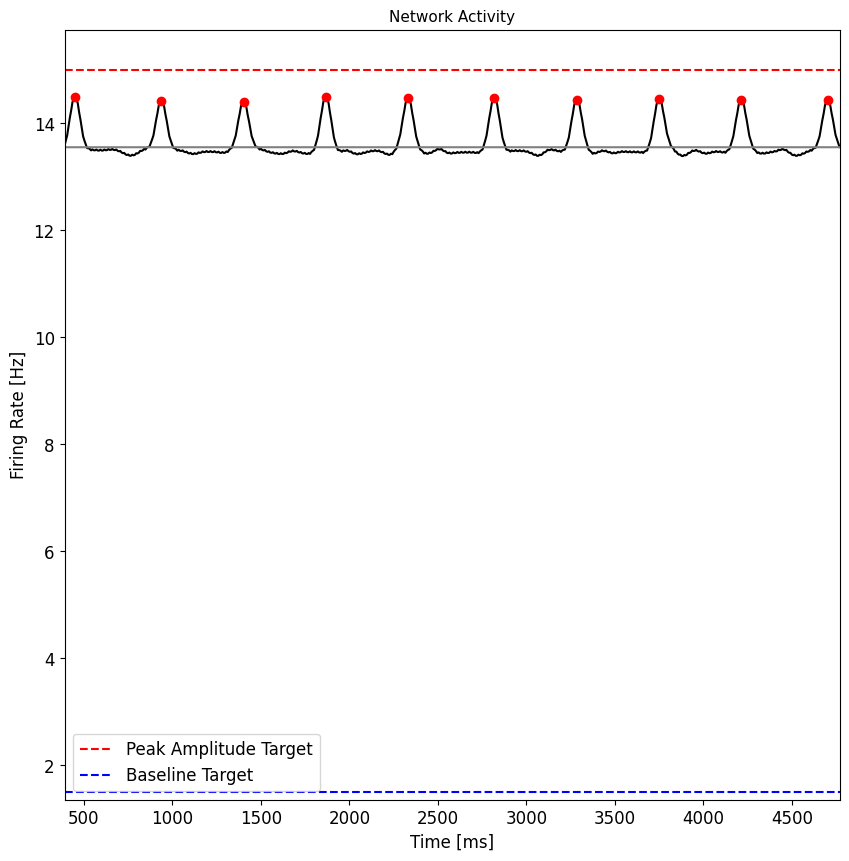 Network Activity
14
12
10
8
6
4
2
Firing Rate [Hz]
Peak Amplitude Target
Baseline Target
500 1000 1500 2000 2500 3000 3500 4000 4500
Time [ms]